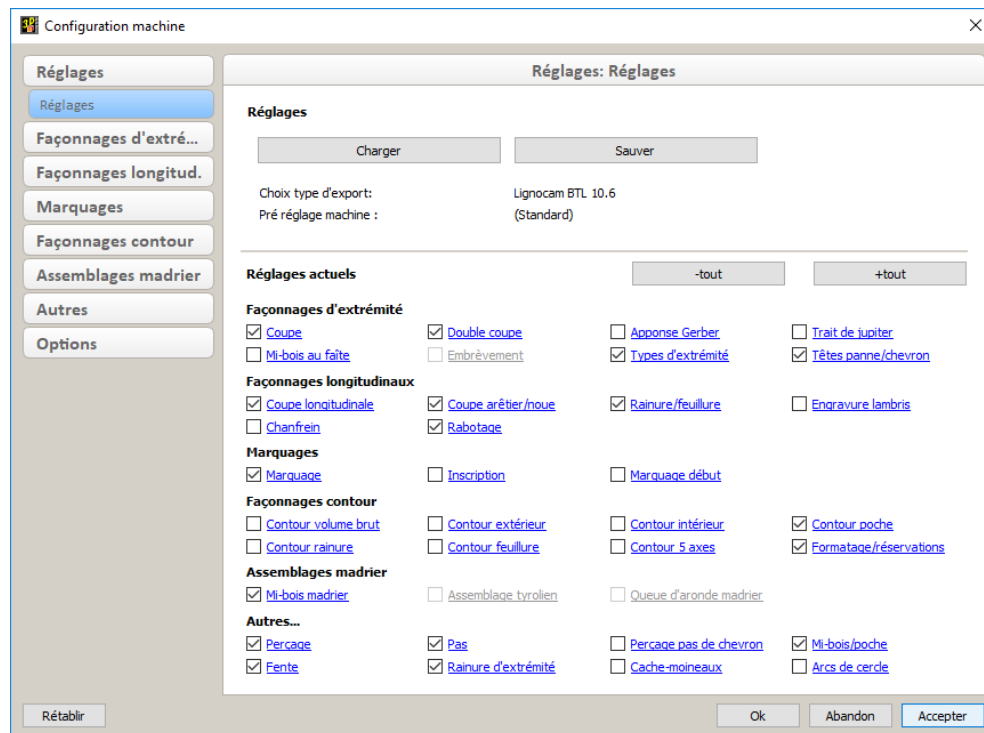 Configuration machine
Réglages
Réglages
Façonnages d'extré...
Façonnages longitud.
Marquages
Façonnages contour
Assemblages madrier
Autres
Options
Réglages: Réglages
Réglages
Charger Sauver
Choix type d'export: Lignocam BTL 10.6
Pré réglage machine : (Standard)
Réglages actuels -tout +tout
Façonnages d'extrémité
Coupe Double coupe Apponse Gerber Trait de jupiter
Mi-bois au faîte Embrèvement Types d'extrémité Têtes panne/chevron
Façonnages longitudinaux
Coupe longitudinale Coupe arêtier/noue Rainure/feuillure Engravure lambris
Chanfrein Rabotage
Marquages
Marquage Inscription Marquage début
Façonnages contour
Contour volume brut Contour extérieur Contour intérieur Contour poche
Contour rainure Contour feuillure Contour 5 axes Formatage/réservations
Assemblages madrier
Mi-bois madrier Assemblage tyrolien Queue d'aronde madrier
Autres...
Perçage Pas Perçage pas de chevron Mi-bois/poche
Fente Rainure d'extrémité Cache-moineaux Arcs de cercle
Rétablir Ok Abandon Accepter